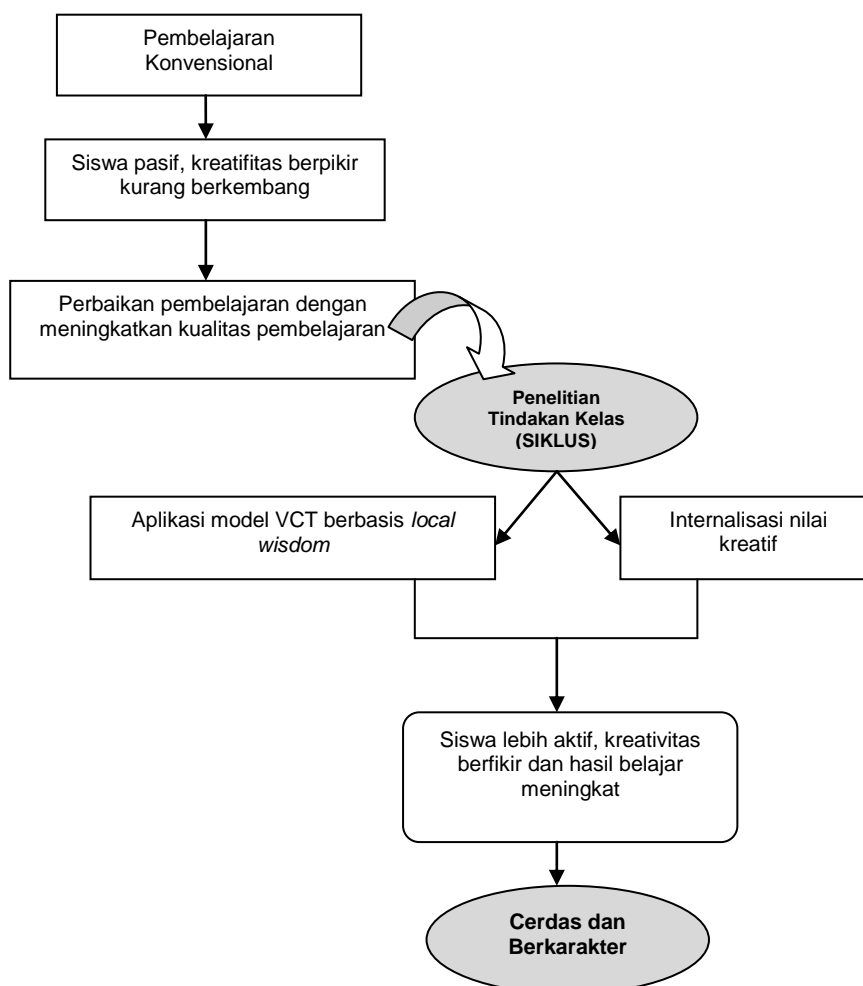 Pembelajaran
Konvensional
Siswa pasif, kreatifitas berpikir
kurang berkembang
Perbaikan pembelajaran dengan
meningkatkan kualitas pembelajaran
Penelitian
Tindakan Kelas
(SIKLUS)
Aplikasi model VCT berbasis local
wisdom
Internalisasi nilai
kreatif
Siswa lebih aktif, kreativitas
berfikir dan hasil belajar
meningkat
Cerdas dan
Berkarakter